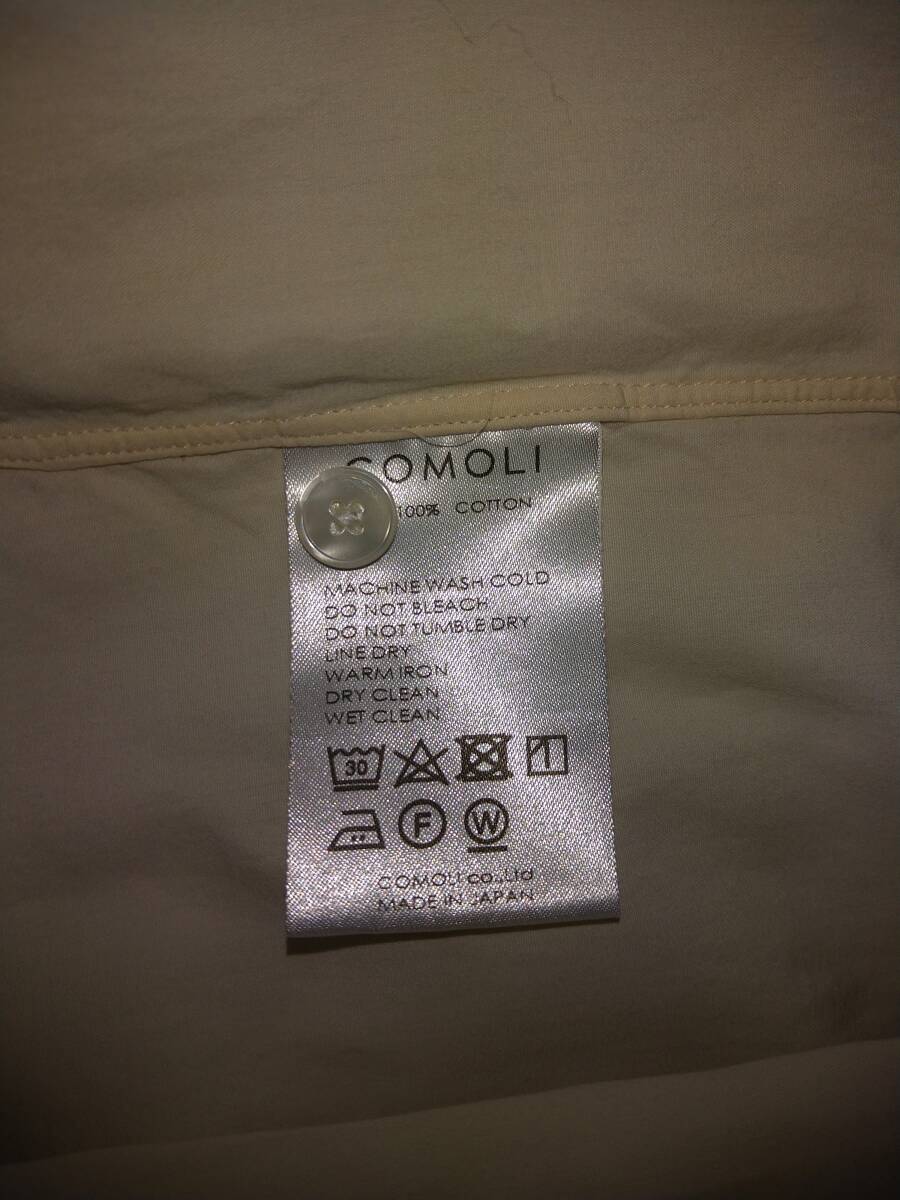 COMOLI
100% COTTON
MACHINE WASH COLD
DO NOT BLEACH
DO NOT TUMBLE DRY
LINE DRY
WARM IRON
DRY CLEAN
WET CLEAN
30
F W
COMOLI co.,Ltd
MADE IN JAPAN